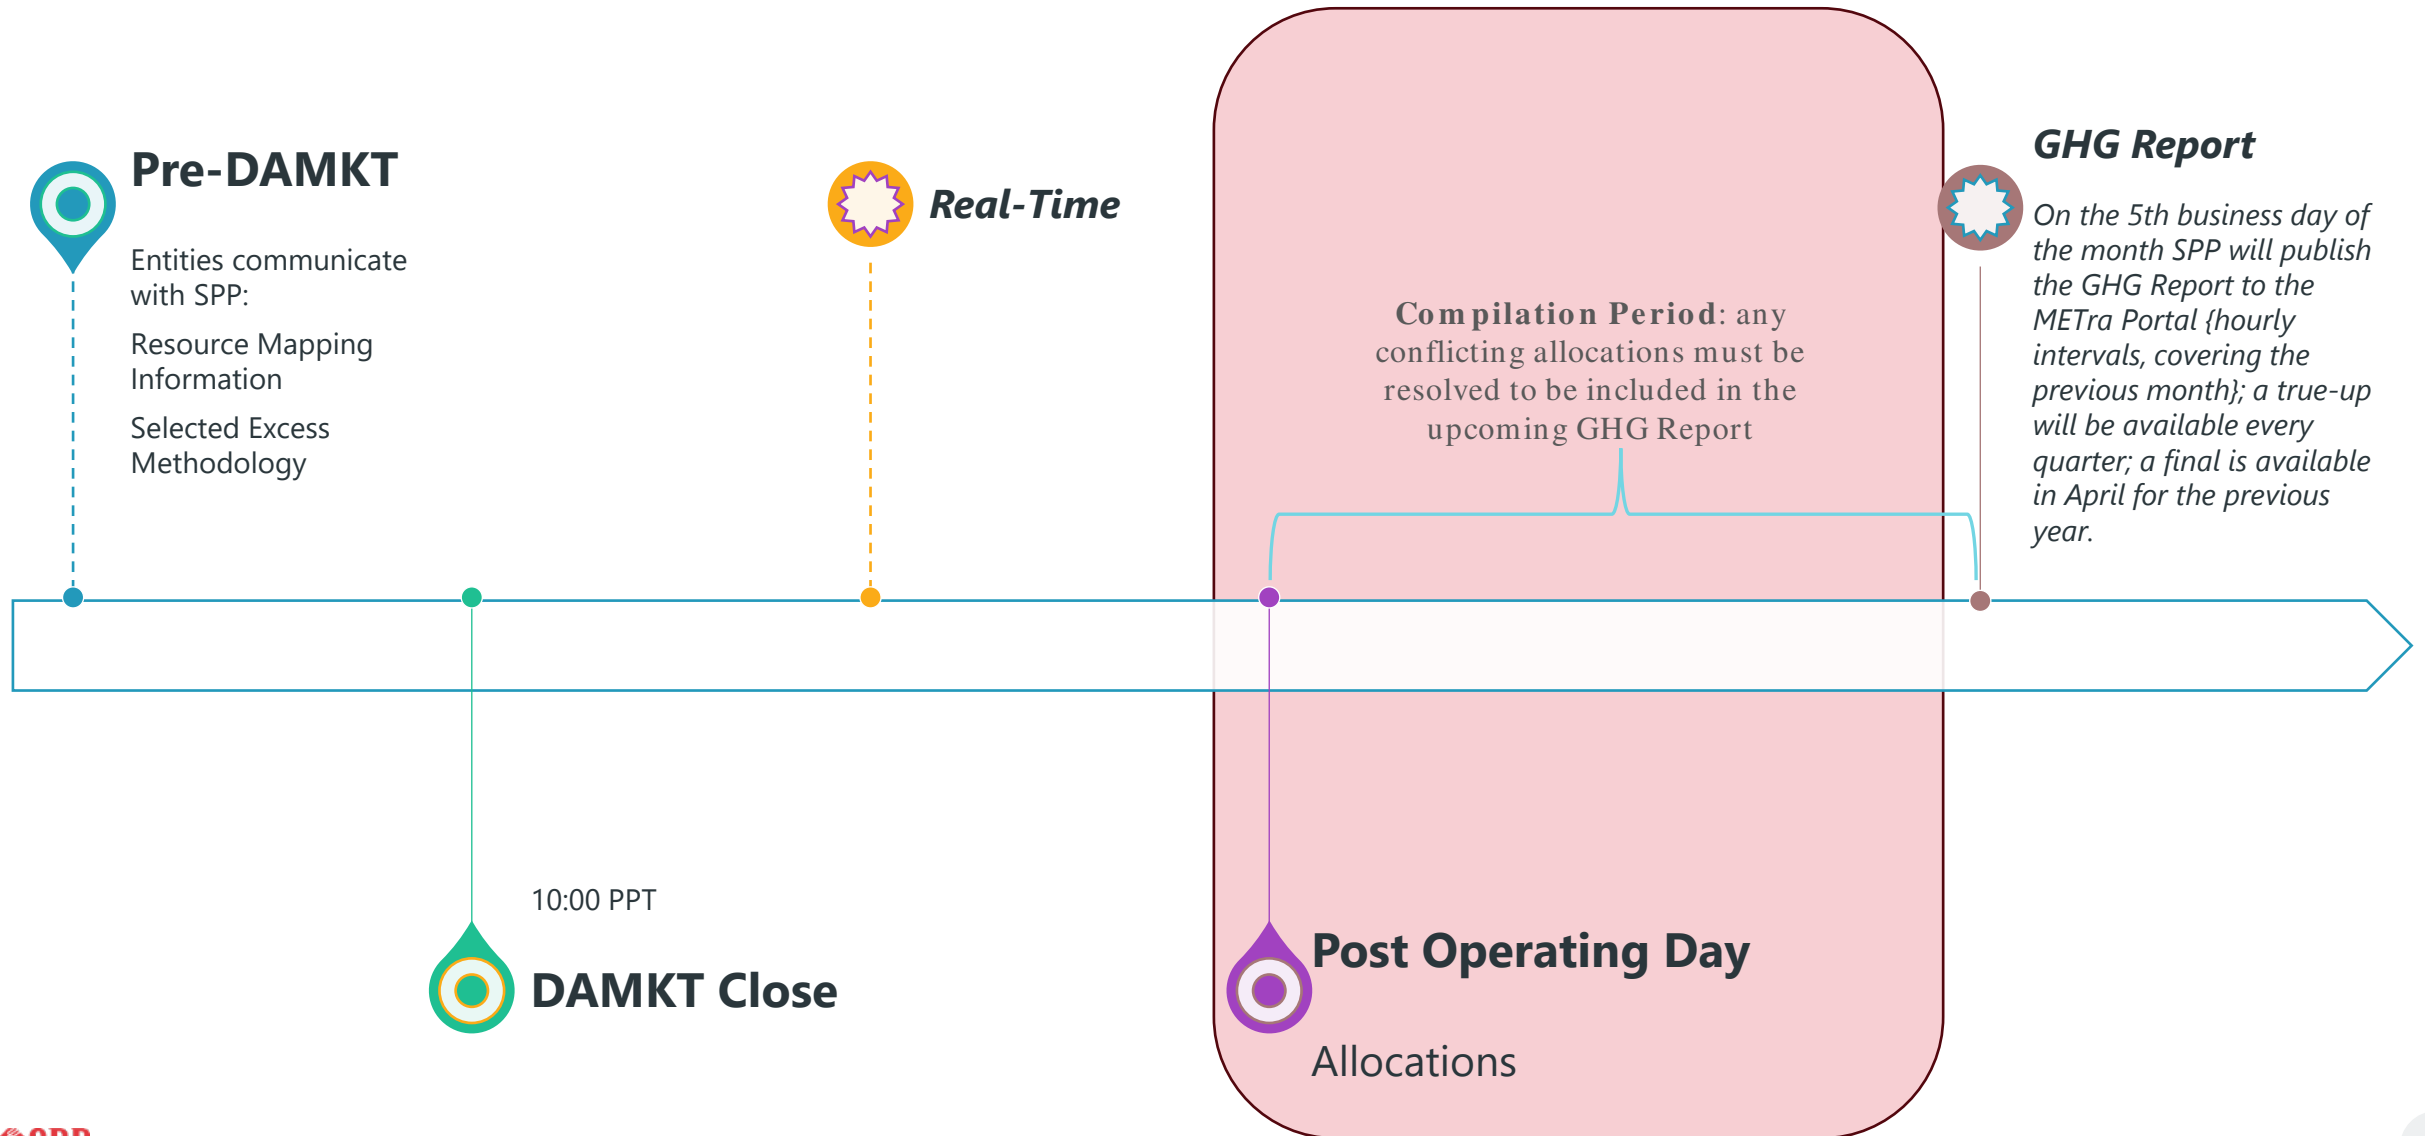 Pre-DAMKT
Entities communicate
with SPP:
Resource Mapping
Information
Selected Excess
Methodology
Real-Time
Compilation Period: any
conflicting allocations must be
resolved to be included in the
upcoming GHG Report
GHG Report
On the 5th business day of
the month SPP will publish
the GHG Report to the
METra Portal {hourly
intervals, covering the
previous month}; a true-up
will be available every
quarter; a final is available
in April for the previous
year.
10:00 PPT
DAMKT Close
Post Operating Day
Allocations